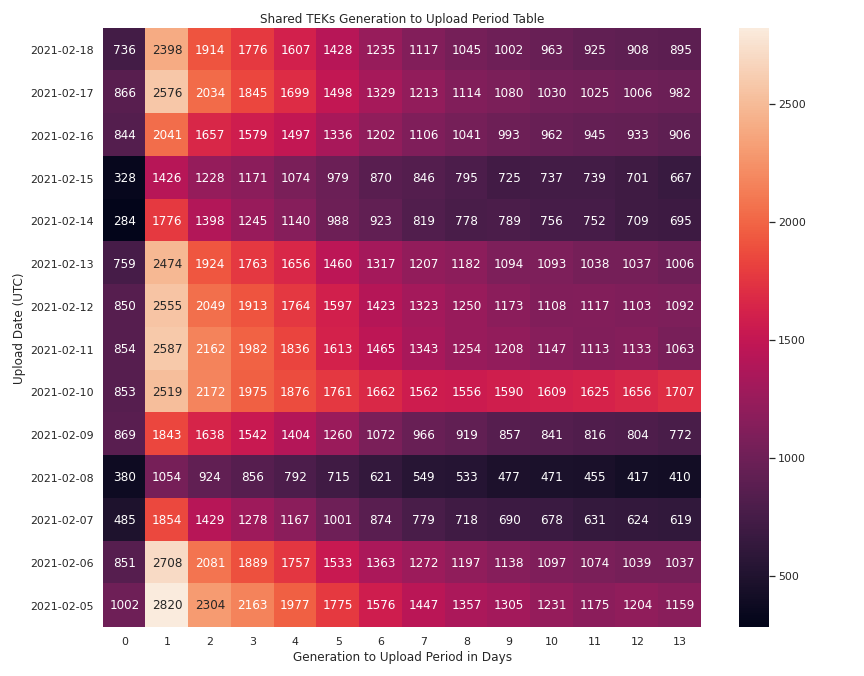 Shared TEKs Generation to Upload Period Table
2021-02-18 736 2398 1914 1776 1607 1428 1235 1117 1045 1002 963 925 908 895
2021-02-17 866 2576 2034 1845 1699 1498 1329 1213 1114 1080 1030 1025 1006 982
2021-02-16 844 2041 1657 1579 1497 1336 1202 1106 1041 993 962 945 933 906
2021-02-15 328 1426 1228 1171 1074 979 870 846 795 725 737 739 701 667
2021-02-14 284 1776 1398 1245 1140 988 923 819 778 789 756 752 709 695
2021-02-13 759 2474 1924 1763 1656 1460 1317 1207 1182 1094 1093 1038 1037 1006
2021-02-12 850 2555 2049 1913 1764 1597 1423 1323 1250 1173 1108 1117 1103 1092
2021-02-11 854 2587 2162 1982 1836 1613 1465 1343 1254 1208 1147 1113 1133 1063
2021-02-10 853 2519 2172 1975 1876 1761 1662 1562 1556 1590 1609 1625 1656 1707
2021-02-09 869 1843 1638 1542 1404 1260 1072 966 919 857 841 816 804 772
2021-02-08 380 1054 924 856 792 715 621 549 533 477 471 455 417 410
2021-02-07 485 1854 1429 1278 1167 1001 874 779 718 690 678 631 624 619
2021-02-06 851 2708 2081 1889 1757 1533 1363 1272 1197 1138 1097 1074 1039 1037
2021-02-05 1002 2820 2304 2163 1977 1775 1576 1447 1357 1305 1231 1175 1204 1159
0 1 2 3 4 5 6 7 8 9 10 11 12 13
Generation to Upload Period in Days
Upload Date (UTC)
2500
2000
1500
1000
500